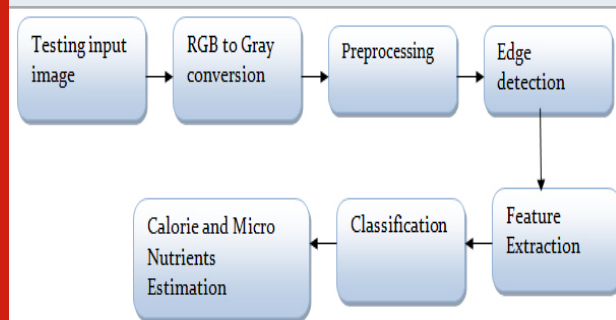 Testing input
image
RGB to Gray
conversion
Preprocessing
Edge
detection
Feature
Extraction
Classification
Calorie and Micro
Nutrients
Estimation